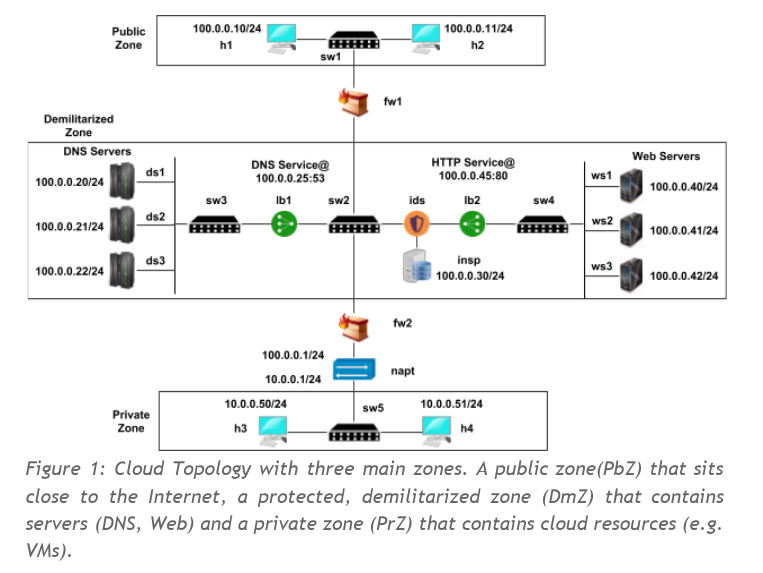 Public
Zone
100.0.0.10/24
h1
sw1
100.0.0.11/24
h2
fw1
Demilitarized
Zone
DNS Servers
ds1
100.0.0.20/24
ds2
100.0.0.21/24
ds3
100.0.0.22/24
sw3
DNS Service@
100.0.0.25:53
lb1
sw2
HTTP Service@
100.0.0.45:80
ids
lb2
sw4
insp
100.0.0.30/24
Web Servers
ws1
100.0.0.40/24
ws2
100.0.0.41/24
ws3
100.0.0.42/24
fw2
100.0.0.1/24
10.0.0.1/24
napt
Private
Zone
10.0.0.50/24
h3
sw5
10.0.0.51/24
h4
Figure 1: Cloud Topology with three main zones. A public zone(PbZ) that sits
close to the Internet, a protected, demilitarized zone (DmZ) that contains
servers (DNS, Web) and a private zone (PrZ) that contains cloud resources (e.g.
VMs).